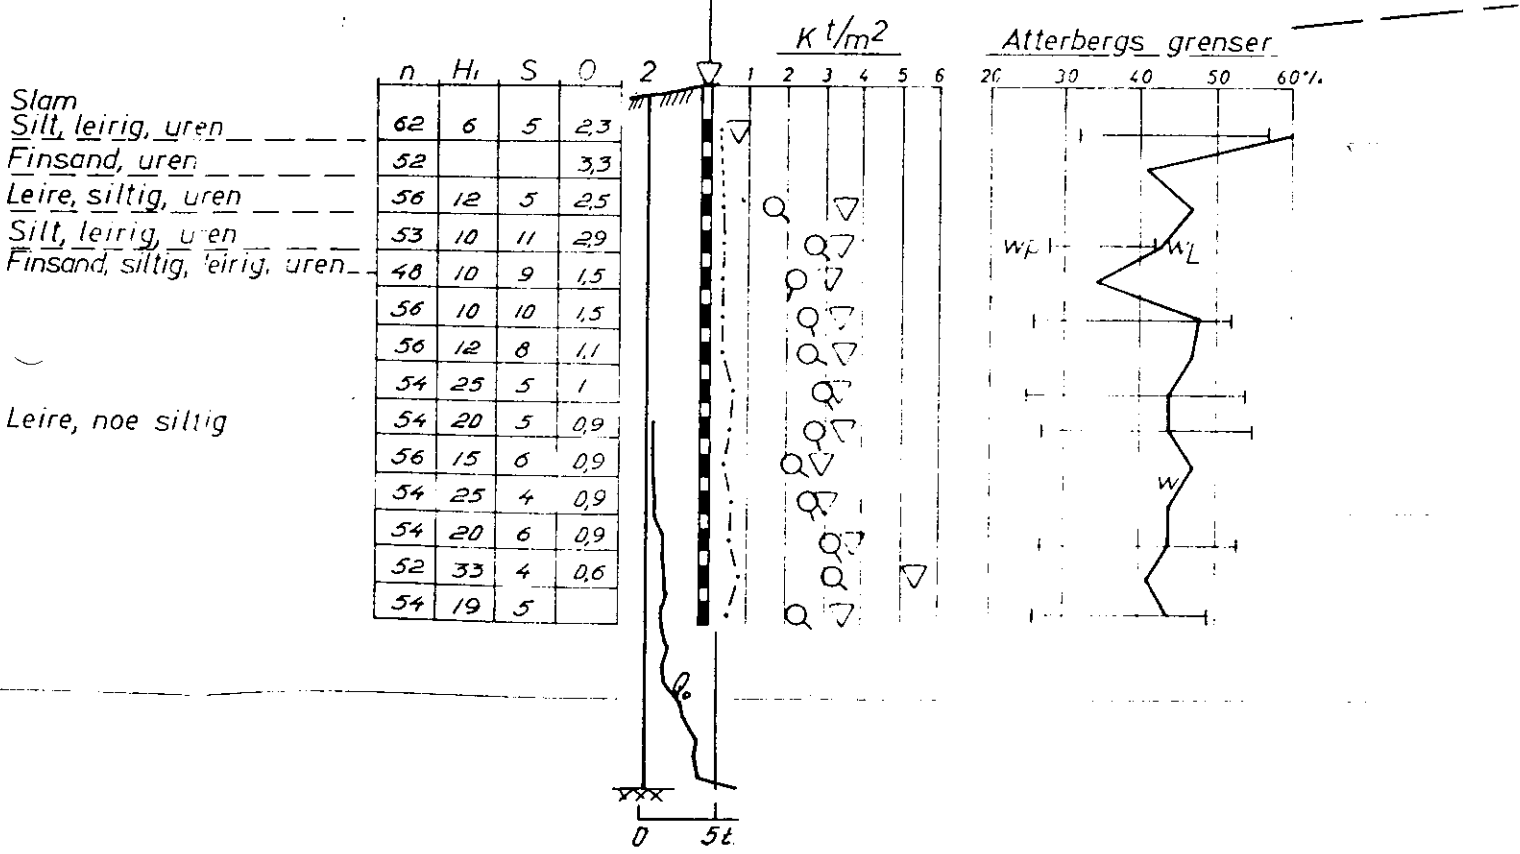 K t/m2
Atterbergs grenser
n H1 S O 2 1 2 3 4 5 6 20 30 40 50 60%
Slam
Silt, leirig, uren 62 6 5 2,3
Finsand, uren 52 3,3
Leire, siltig, uren 56 12 5 2,5
Silt, leirig, uren 53 10 11 2,9 wp wL
Finsand, siltig, leirig, uren 48 10 9 1,5
56 10 10 1,5
56 12 8 1,1
54 25 5 1
Leire, noe siltig 54 20 5 0,9
56 15 6 0,9 w
54 25 4 0,9
54 20 6 0,9
52 33 4 0,6
54 19 5
0 5t.